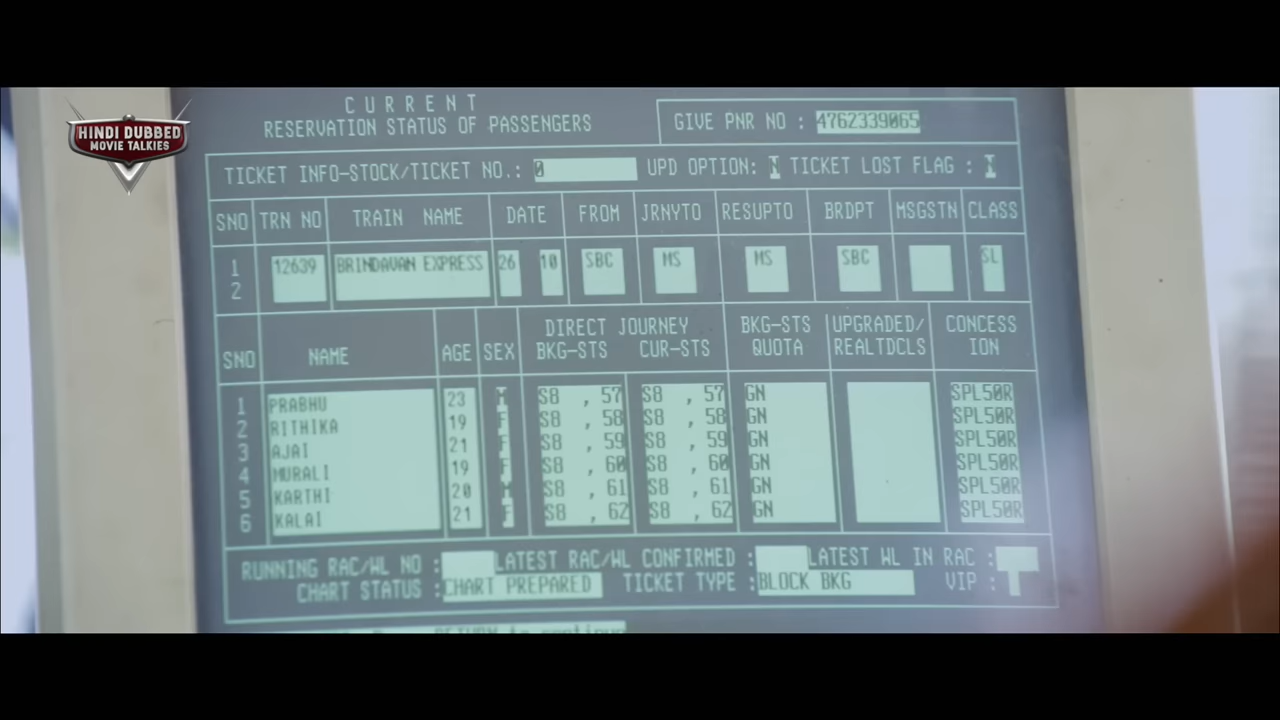 HINDI DUBBED
MOVIE TALKIES
CURRENT
RESERVATION STATUS OF PASSENGERS
GIVE PNR NO : 4762339065
TICKET INFO-STOCK/TICKET NO.: 0 UPD OPTION: TICKET LOST FLAG :
SNO TRN NO TRAIN NAME DATE FROM JRNYTO RESUPTO BRDPT MSGSTN CLASS
1 12639 BRINDAVAN EXPRESS 26 10 SBC MS MS SBC SL
2
SNO NAME AGE SEX DIRECT JOURNEY BKG-STS UPGRADED/ CONCESS
BKG-STS CUR-STS QUOTA REALTDCLS ION
1 PRABHU 23 M S8 , 57 S8 , 57 GN SPL50R
2 RITHIKA 19 F S8 , 58 S8 , 58 GN SPL50R
3 AJAI 21 F S8 , 59 S8 , 59 GN SPL50R
4 MURALI 19 F S8 , 60 S8 , 60 GN SPL50R
5 KARTHI 20 M S8 , 61 S8 , 61 GN SPL50R
6 KALAI 21 F S8 , 62 S8 , 62 GN SPL50R
RUNNING RAC/WL NO : LATEST RAC/WL CONFIRMED : LATEST WL IN RAC :
CHART STATUS : CHART PREPARED TICKET TYPE : BLOCK BKG VIP :